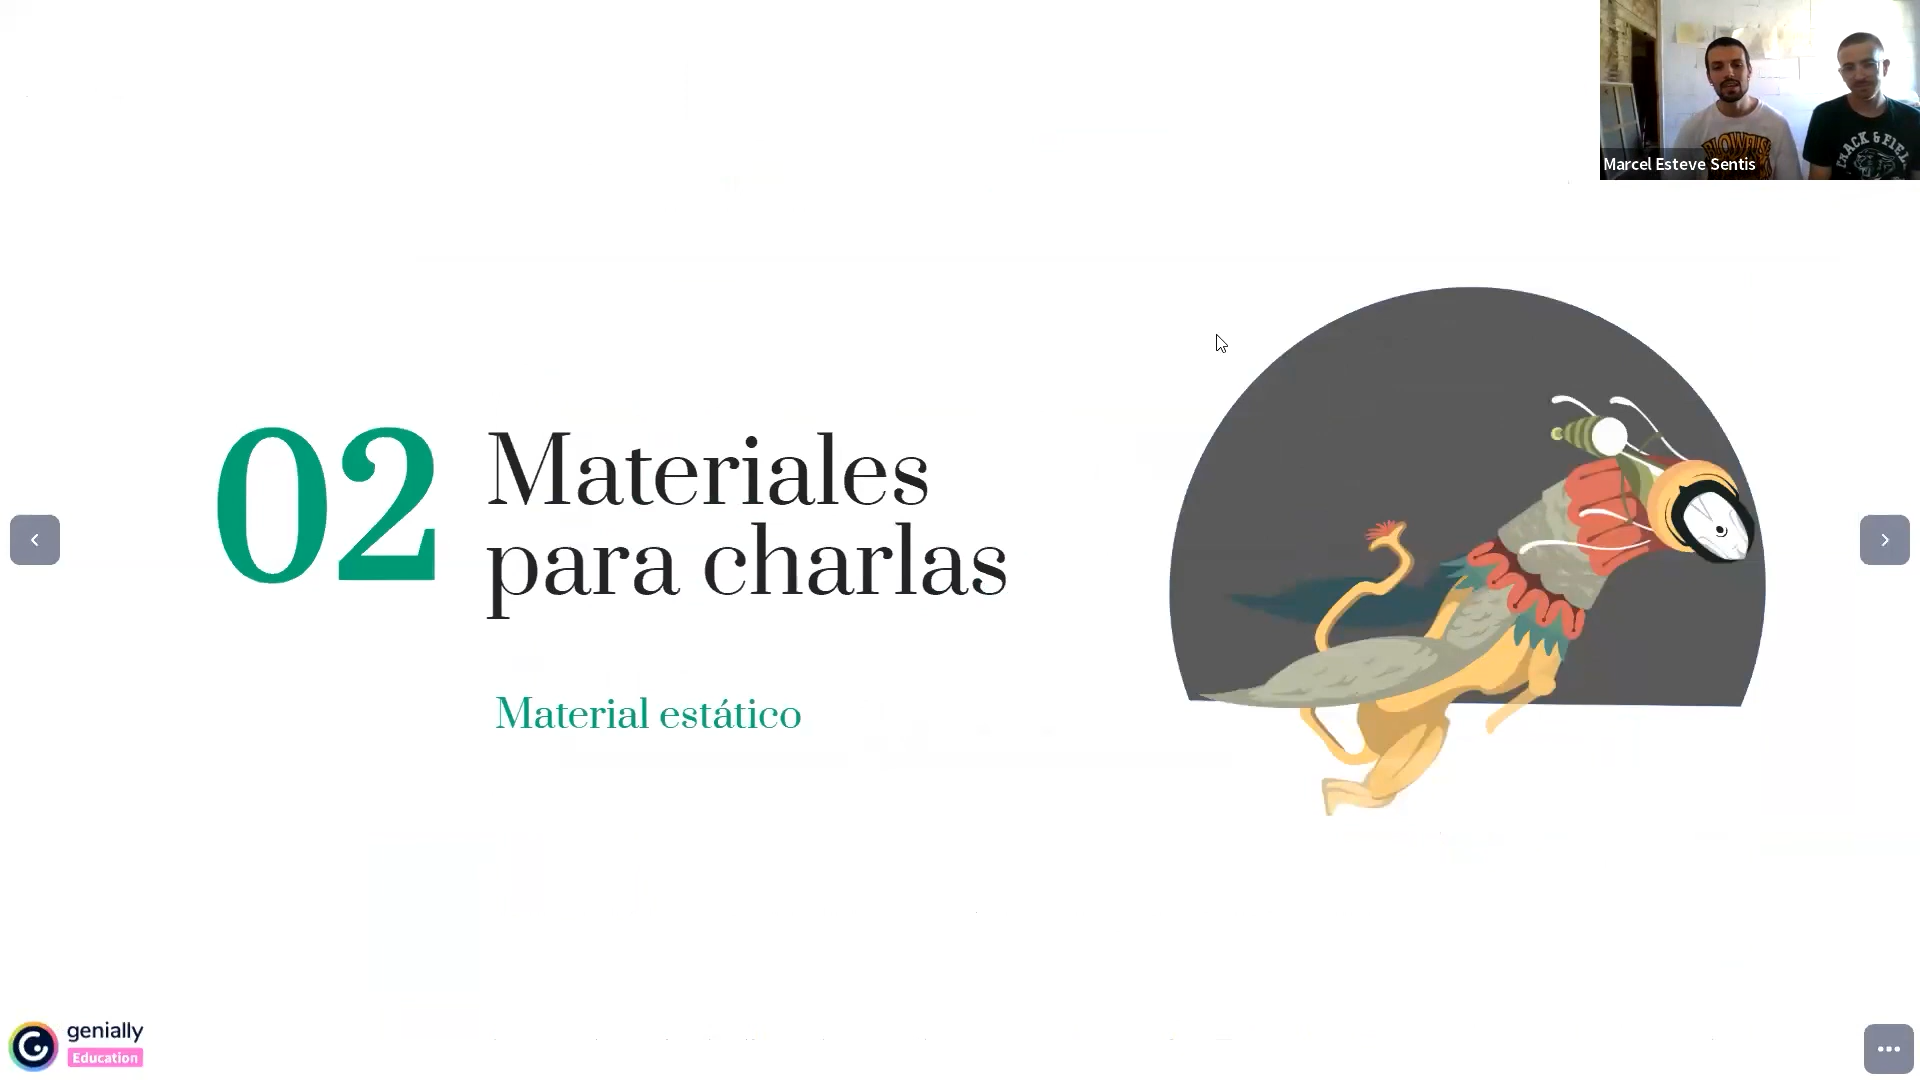 02
Materiales
para charlas
Material estático
Marcel Esteve Sentis
genially
Education